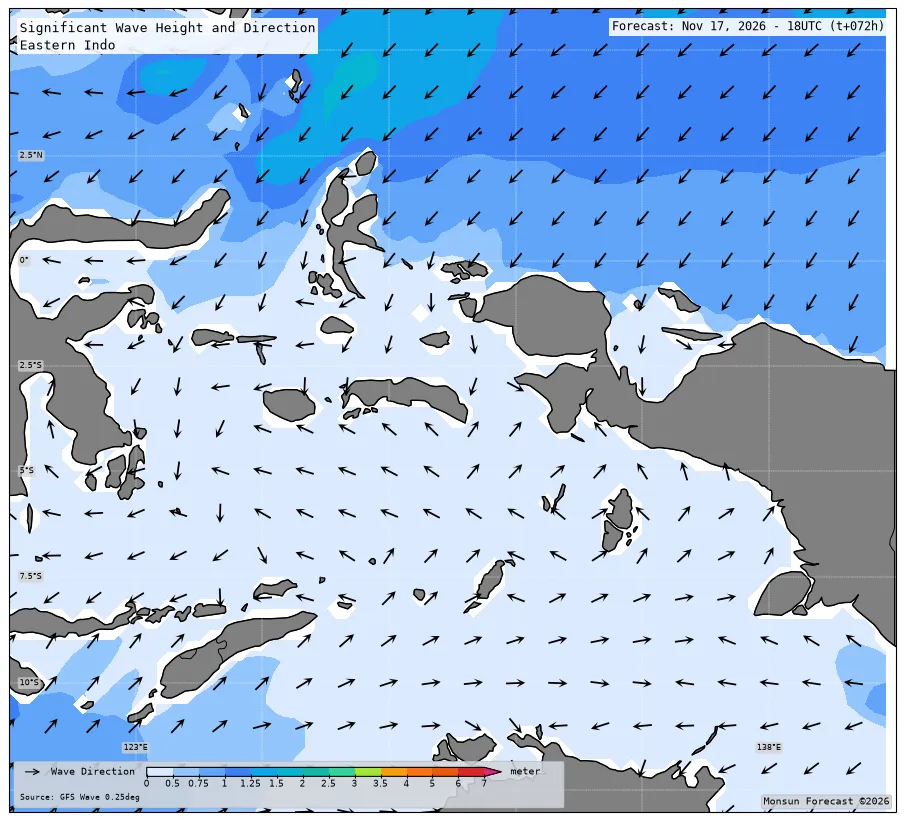 Significant Wave Height and Direction
Eastern Indo
Forecast: Nov 17, 2026 - 18UTC (t+072h)
2.5°N
0°
2.5°S
5°S
7.5°S
10°S
123°E
138°E
Wave Direction
meter
0 0.5 0.75 1 1.25 1.5 2 2.5 3 3.5 4 5 6 7
Source: GFS Wave 0.25deg
Monsun Forecast ©2026